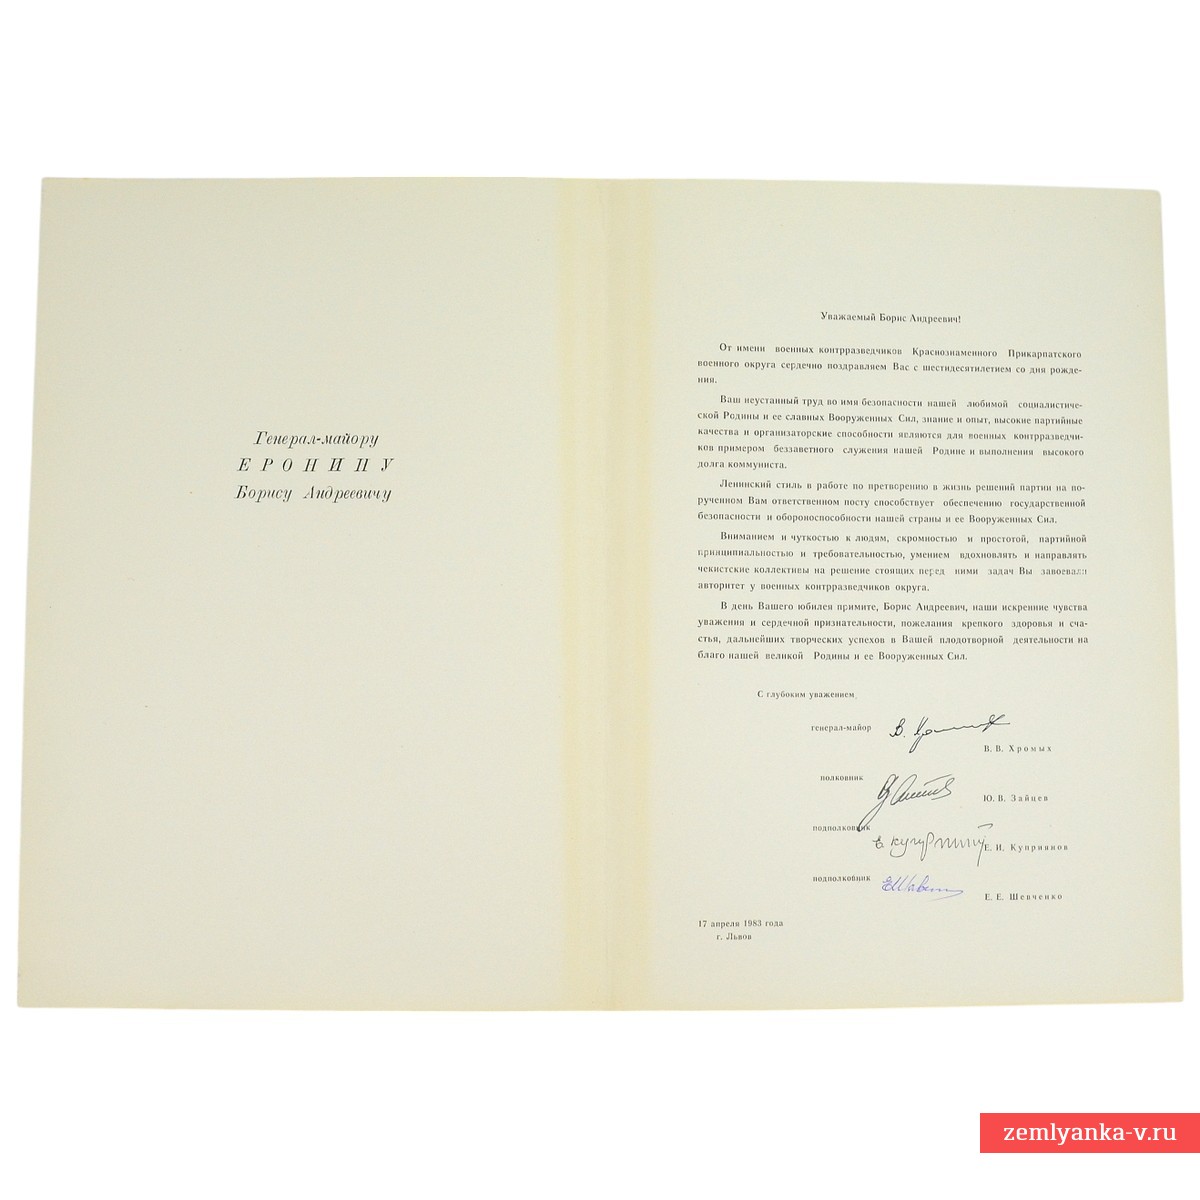 Генерал-майору
ЕРОНИНУ
Борису Андреевичу
Уважаемый Борис Андреевич!
От имени военных контрразведчиков Краснознаменного Прикарпатского
военного округа сердечно поздравляем Вас с шестидесятилетием со дня рожде-
ния.
Ваш неустанный труд во имя безопасности нашей любимой социалистиче-
ской Родины и ее славных Вооруженных Сил, знание и опыт, высокие партийные
качества и организаторские способности являются для военных контрразведчи-
ков примером беззаветного служения нашей Родине и выполнения высокого
долга коммуниста.
Ленинский стиль в работе по претворению в жизнь решений партии на по-
рученном Вам ответственном посту способствует обеспечению государственной
безопасности и обороноспособности нашей страны и ее Вооруженных Сил.
Вниманием и чуткостью к людям, скромностью и простотой, партийной
принципиальностью и требовательностью, умением вдохновлять и направлять
чекистские коллективы на решение стоящих перед ними задач Вы завоевали
авторитет у военных контрразведчиков округа.
В день Вашего юбилея примите, Борис Андреевич, наши искренние чувства
уважения и сердечной признательности, пожелания крепкого здоровья и сча-
стья, дальнейших творческих успехов в Вашей плодотворной деятельности на
благо нашей великой Родины и ее Вооруженных Сил.
С глубоким уважением
генерал-майор
В. В. Хромых
полковник
Ю. В. Зайцев
подполковник
Е. И. Куприянов
подполковник
Е. Е. Шевченко
17 апреля 1983 года
г. Львов
zemlyanka-v.ru